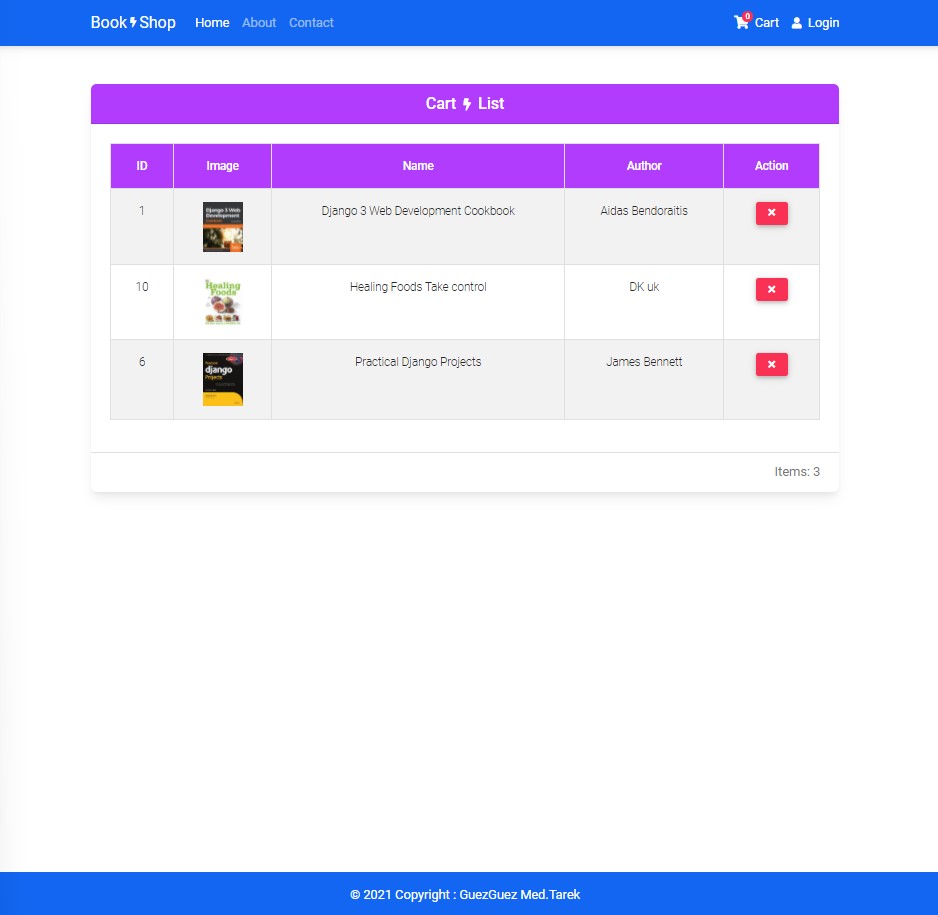 Book Shop Home About Contact 0 Cart Login
Cart List
ID Image Name Author Action
1 Django 3 Web Development Django 3 Web Development Cookbook Aidas Bendoraitis
10 Healing Foods Healing Foods Take control DK uk
6 Practical django Projects Practical Django Projects James Bennett
Items: 3
© 2021 Copyright : GuezGuez Med.Tarek